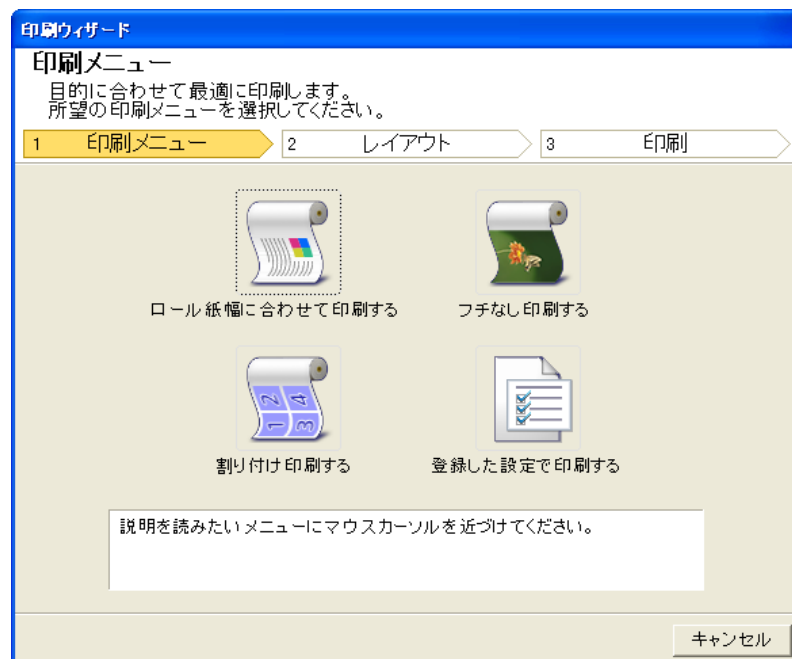 印刷ウィザード
印刷メニュー
目的に合わせて最適に印刷します。
所望の印刷メニューを選択してください。
1 印刷メニュー 2 レイアウト 3 印刷
ロール紙幅に合わせて印刷する フチなし印刷する
1 2 3 4
割り付け印刷する 登録した設定で印刷する
説明を読みたいメニューにマウスカーソルを近づけてください。
キャンセル